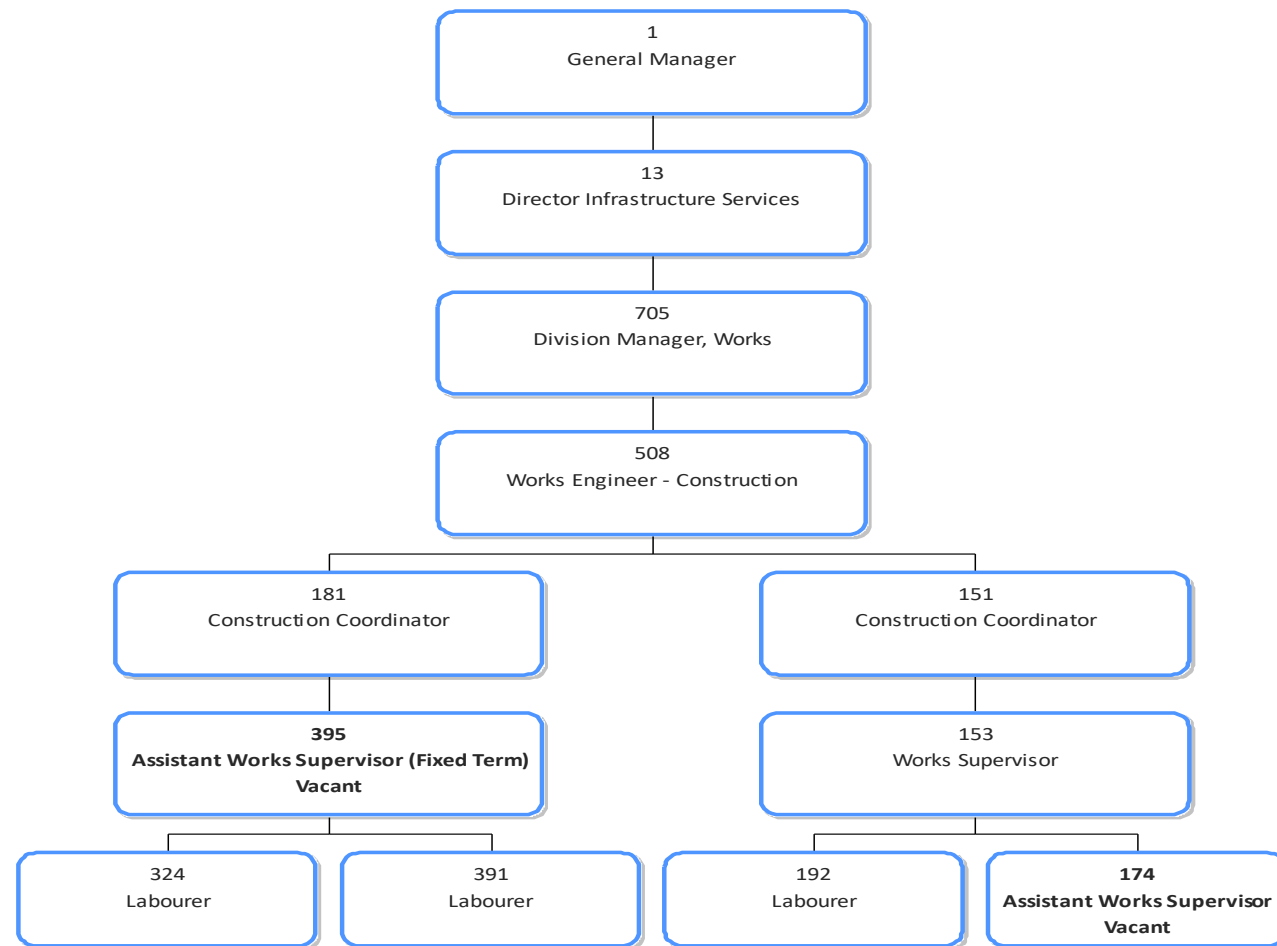 1
General Manager
13
Director Infrastructure Services
705
Division Manager, Works
508
Works Engineer - Construction
181
Construction Coordinator
151
Construction Coordinator
395
Assistant Works Supervisor (Fixed Term)
Vacant
153
Works Supervisor
324
Labourer
391
Labourer
192
Labourer
174
Assistant Works Supervisor
Vacant